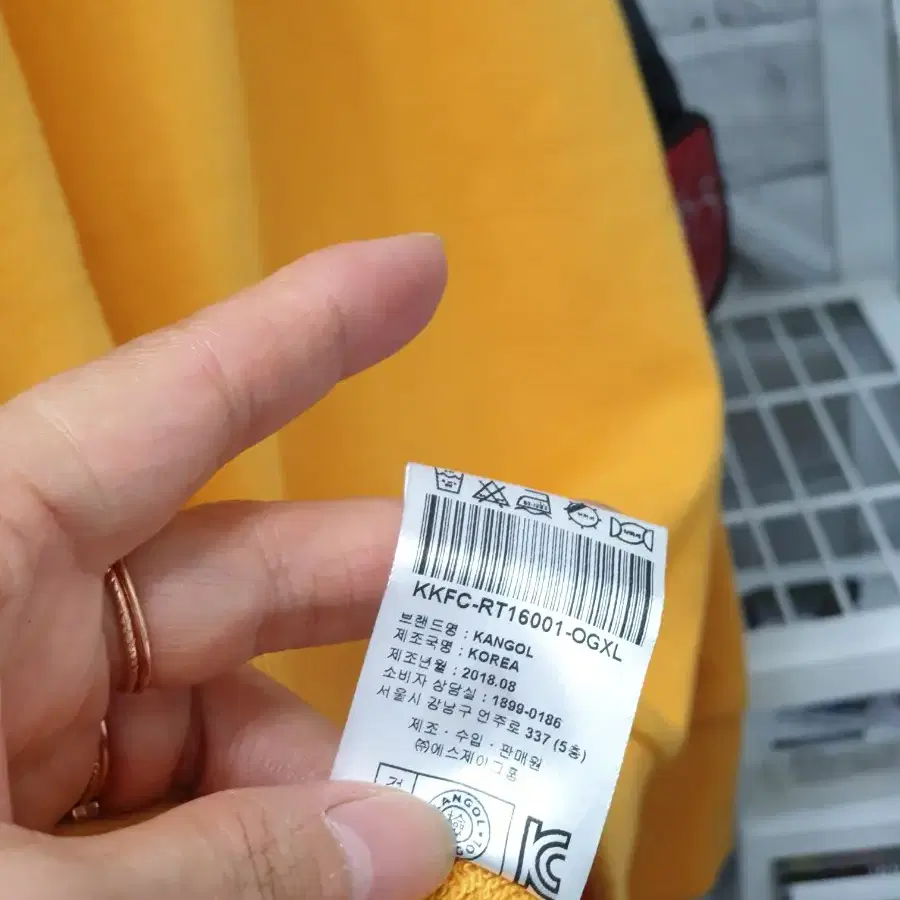 KKFC-RT16001-OGXL
브랜드명 : KANGOL
제조국명 : KOREA
제조년월 : 2018.08
소비자 상담실 : 1899-0186
서울시 강남구 언주로 337 (5층)
제조 · 수입 · 판매원
㈜에스제이그룹
검
KANGOL
KC